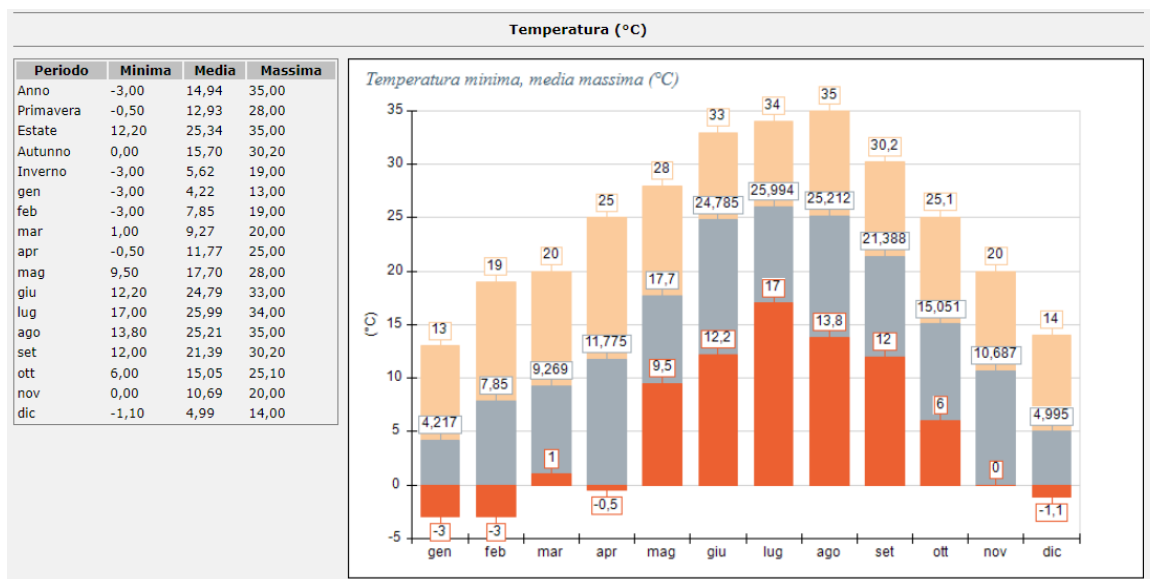 Temperatura (°C)
Periodo Minima Media Massima
Anno -3,00 14,94 35,00
Primavera -0,50 12,93 28,00
Estate 12,20 25,34 35,00
Autunno 0,00 15,70 30,20
Inverno -3,00 5,62 19,00
gen -3,00 4,22 13,00
feb -3,00 7,85 19,00
mar 1,00 9,27 20,00
apr -0,50 11,77 25,00
mag 9,50 17,70 28,00
giu 12,20 24,79 33,00
lug 17,00 25,99 34,00
ago 13,80 25,21 35,00
set 12,00 21,39 30,20
ott 6,00 15,05 25,10
nov 0,00 10,69 20,00
dic -1,10 4,99 14,00
Temperatura minima, media massima (°C)
(°C)
35
30
25
20
15
10
5
0
-5
13 19 20 25 28 33 34 35 30,2 25,1 20 14
4,217 7,85 9,269 11,775 17,7 24,785 25,994 25,212 21,388 15,051 10,687 4,995
-3 -3 1 -0,5 9,5 12,2 17 13,8 12 6 0 -1,1
gen feb mar apr mag giu lug ago set ott nov dic